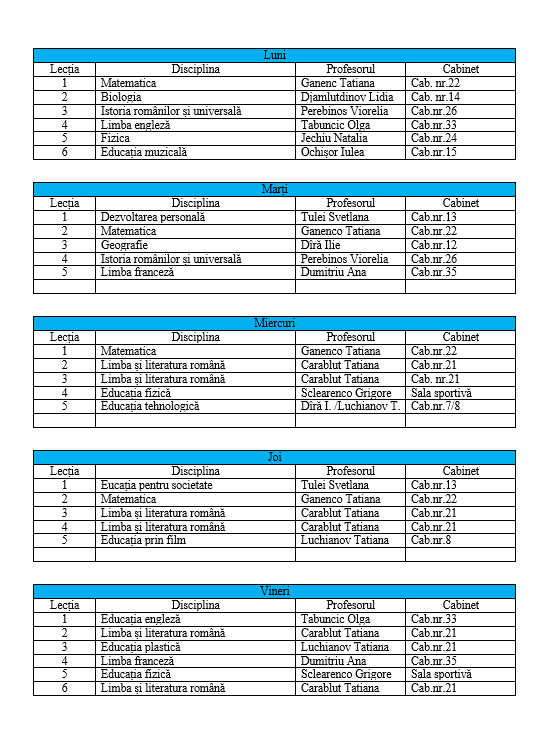 Luni
Lecția Disciplina Profesorul Cabinet
1 Matematica Ganenc Tatiana Cab. nr.22
2 Biologia Djamlutdinov Lidia Cab. nr.14
3 Istoria românilor și universală Perebinos Viorelia Cab.nr.26
4 Limba engleză Tabuncic Olga Cab.nr.33
5 Fizica Jechiu Natalia Cab.nr.24
6 Educația muzicală Ochișor Iulea Cab.nr.15
Marți
Lecția Disciplina Profesorul Cabinet
1 Dezvoltarea personală Tulei Svetlana Cab.nr.13
2 Matematica Ganenco Tatiana Cab.nr.22
3 Geografie Dîră Ilie Cab.nr.12
4 Istoria românilor și universală Perebinos Viorelia Cab.nr.26
5 Limba franceză Dumitriu Ana Cab.nr.35
Miercuri
Lecția Disciplina Profesorul Cabinet
1 Matematica Ganenco Tatiana Cab.nr.22
2 Limba și literatura română Carablut Tatiana Cab.nr.21
3 Limba și literatura română Carablut Tatiana Cab. nr.21
4 Educația fizică Sclearenco Grigore Sala sportivă
5 Educația tehnologică Dîră I. /Luchianov T. Cab.nr.7/8
Joi
Lecția Disciplina Profesorul Cabinet
1 Eucația pentru societate Tulei Svetlana Cab.nr.13
2 Matematica Ganenco Tatiana Cab.nr.22
3 Limba și literatura română Carablut Tatiana Cab.nr.21
4 Limba și literatura română Carablut Tatiana Cab.nr.21
5 Educația prin film Luchianov Tatiana Cab.nr.8
Vineri
Lecția Disciplina Profesorul Cabinet
1 Educația engleză Tabuncic Olga Cab.nr.33
2 Limba și literatura română Carablut Tatiana Cab.nr.21
3 Educația plastică Luchianov Tatiana Cab.nr.21
4 Limba franceză Dumitriu Ana Cab.nr.35
5 Educația fizică Sclearenco Grigore Sala sportivă
6 Limba și literatura română Carablut Tatiana Cab.nr.21